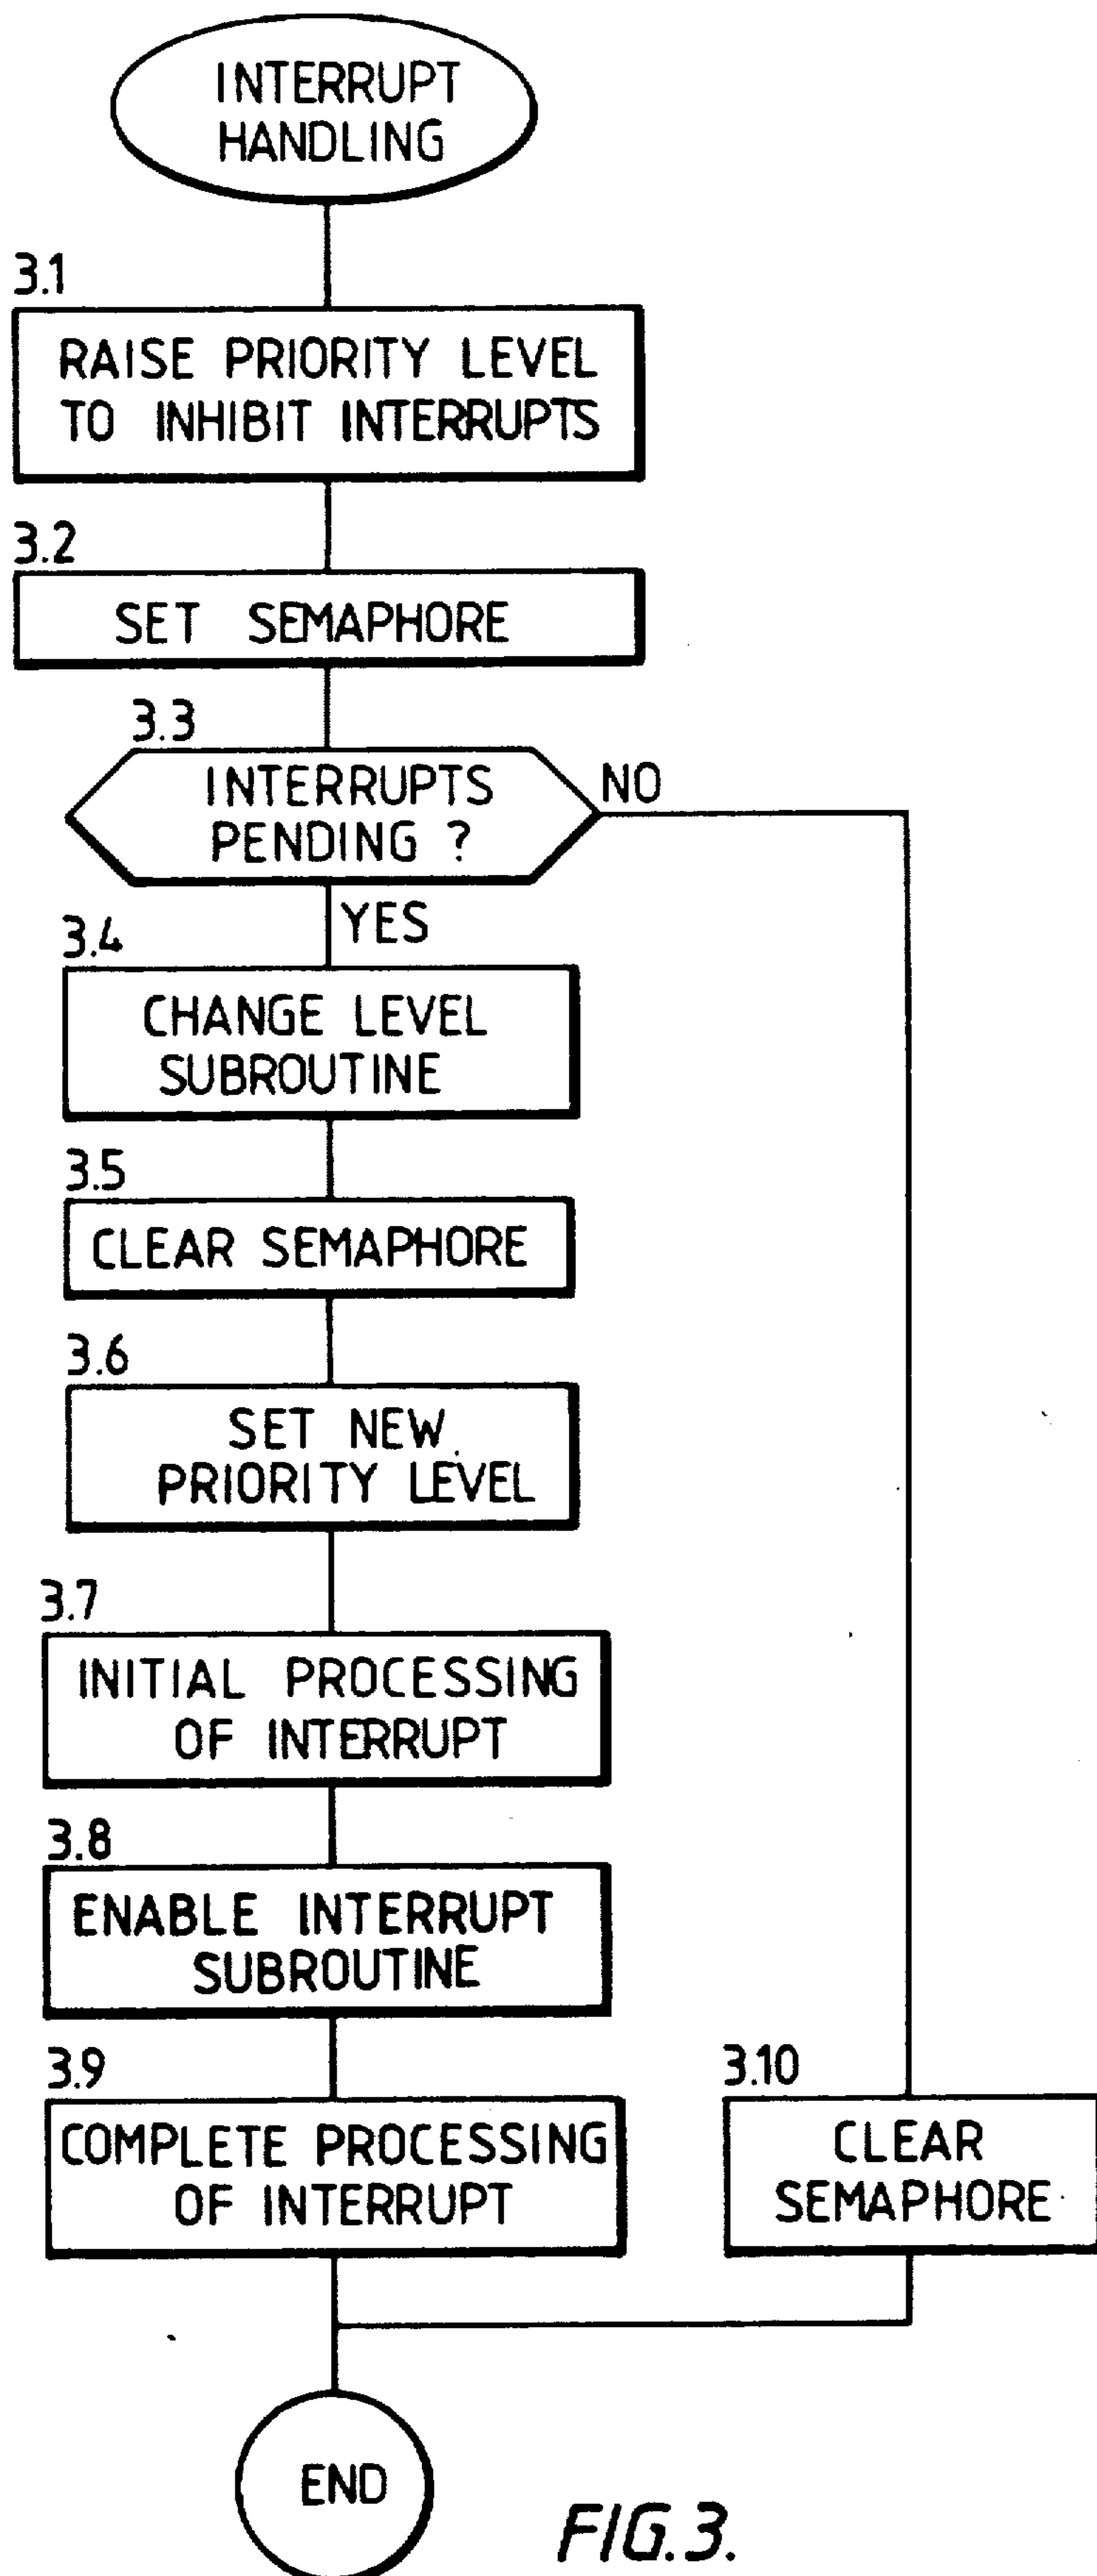 INTERRUPT
HANDLING
3.1
RAISE PRIORITY LEVEL
TO INHIBIT INTERRUPTS
3.2
SET SEMAPHORE
3.3
INTERRUPTS
PENDING ?
NO
YES
3.4
CHANGE LEVEL
SUBROUTINE
3.5
CLEAR SEMAPHORE
3.6
SET NEW
PRIORITY LEVEL
3.7
INITIAL PROCESSING
OF INTERRUPT
3.8
ENABLE INTERRUPT
SUBROUTINE
3.9
COMPLETE PROCESSING
OF INTERRUPT
3.10
CLEAR
SEMAPHORE
END
FIG.3.